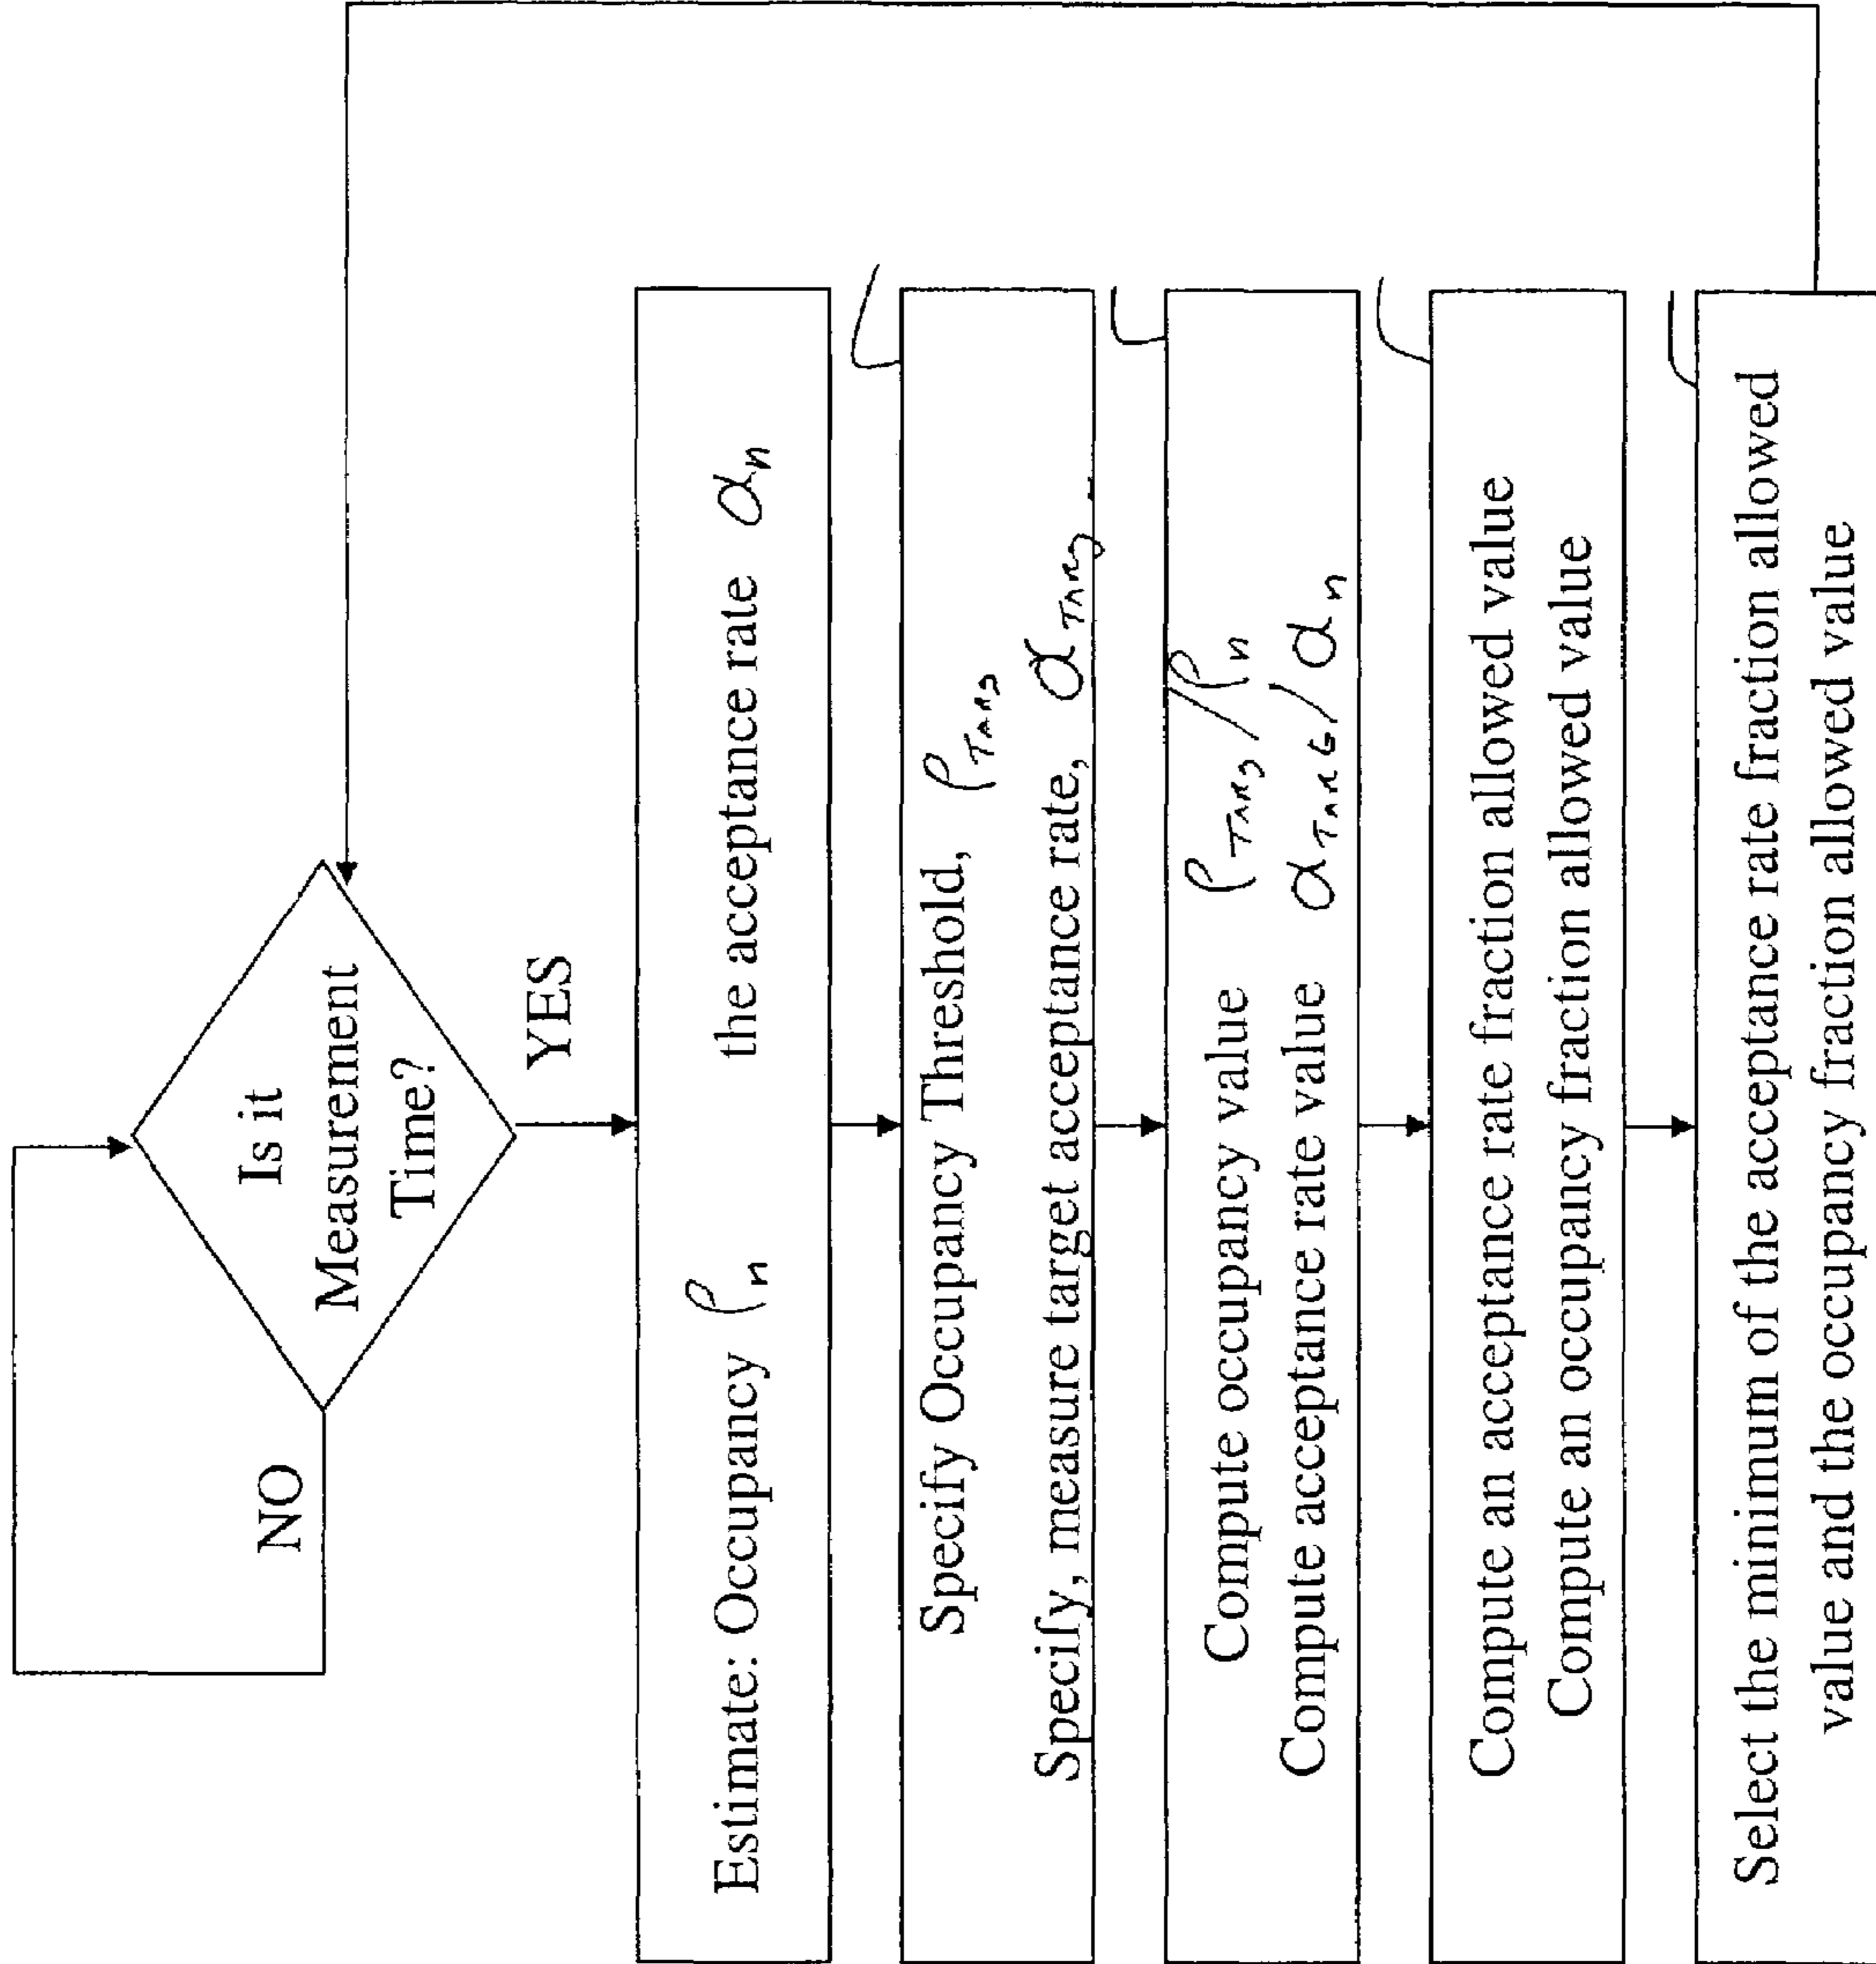 Is it
Measurement
Time?
NO
YES
Estimate: Occupancy ρn the acceptance rate αn
Specify Occupancy Threshold, ρTARG
Specify, measure target acceptance rate, αTARG
Compute occupancy value ρTARG/ρn
Compute acceptance rate value αTARG/αn
Compute an acceptance rate fraction allowed value
Compute an occupancy fraction allowed value
Select the minimum of the acceptance rate fraction allowed
value and the occupancy fraction allowed value